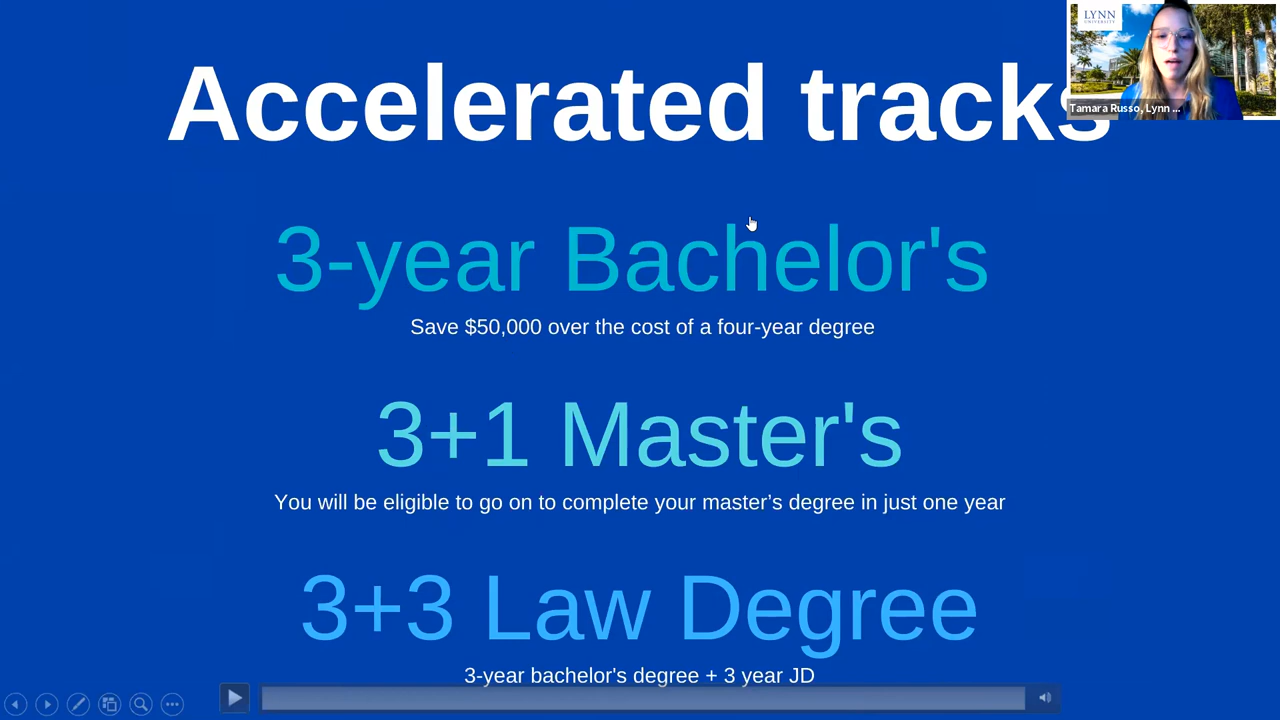 LYNN
UNIVERSITY
Accelerated tracks
Tamara Russo, Lynn ...
3-year Bachelor's
Save $50,000 over the cost of a four-year degree
3+1 Master's
You will be eligible to go on to complete your master’s degree in just one year
3+3 Law Degree
3-year bachelor's degree + 3 year JD